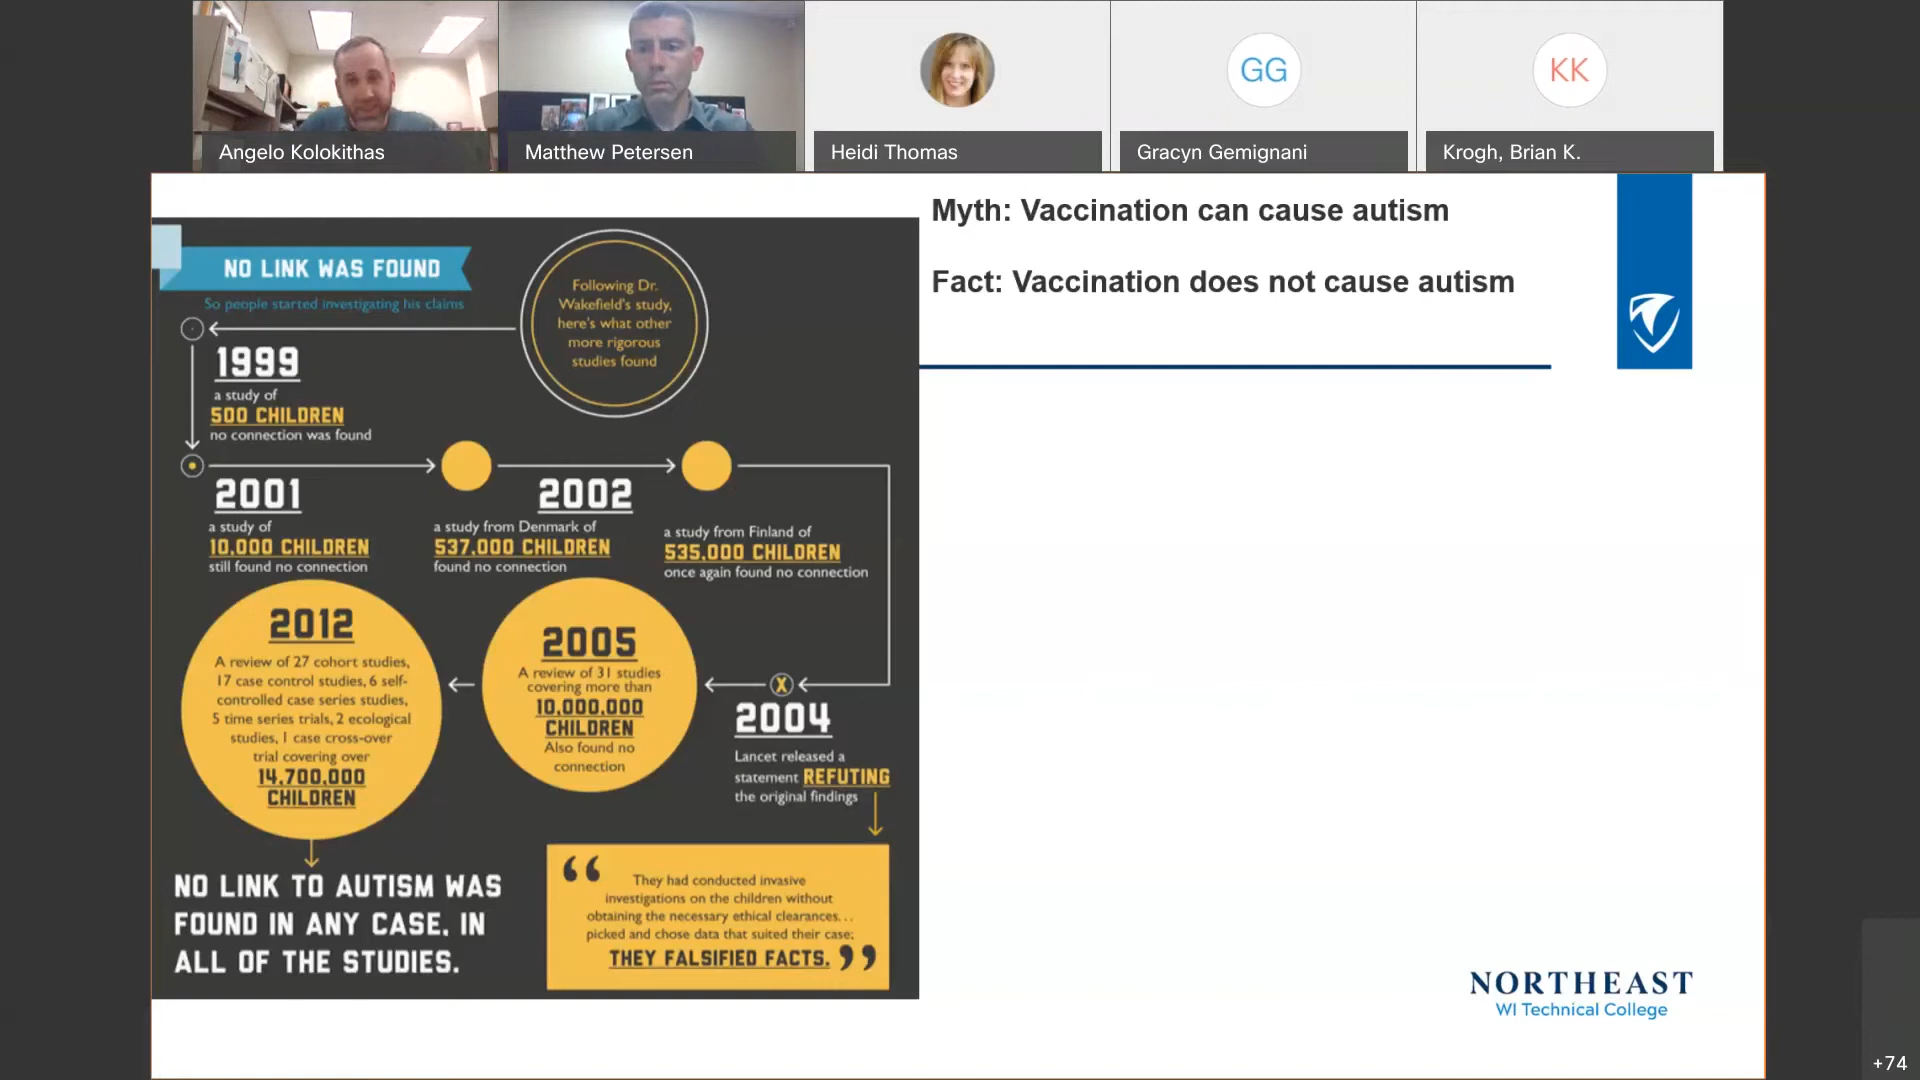 Angelo Kolokithas
Matthew Petersen
Heidi Thomas
GG
Gracyn Gemignani
KK
Krogh, Brian K.
Myth: Vaccination can cause autism
Fact: Vaccination does not cause autism
NO LINK WAS FOUND
So people started investigating his claims
Following Dr.
Wakefield's study,
here's what other
more rigorous
studies found
1999
a study of
500 CHILDREN
no connection was found
2001
a study of
10,000 CHILDREN
still found no connection
2002
a study from Denmark of
537,000 CHILDREN
found no connection
a study from Finland of
535,000 CHILDREN
once again found no connection
2004
Lancet released a
statement REFUTING
the original findings
X
2005
A review of 31 studies
covering more than
10,000,000
CHILDREN
Also found no
connection
2012
A review of 27 cohort studies,
17 case control studies, 6 self-
controlled case series studies,
5 time series trials, 2 ecological
studies, 1 case cross-over
trial covering over
14,700,000
CHILDREN
NO LINK TO AUTISM WAS
FOUND IN ANY CASE, IN
ALL OF THE STUDIES.
“ They had conducted invasive
investigations on the children without
obtaining the necessary ethical clearances...
picked and chose data that suited their case;
THEY FALSIFIED FACTS. ”
NORTHEAST
WI Technical College
+74